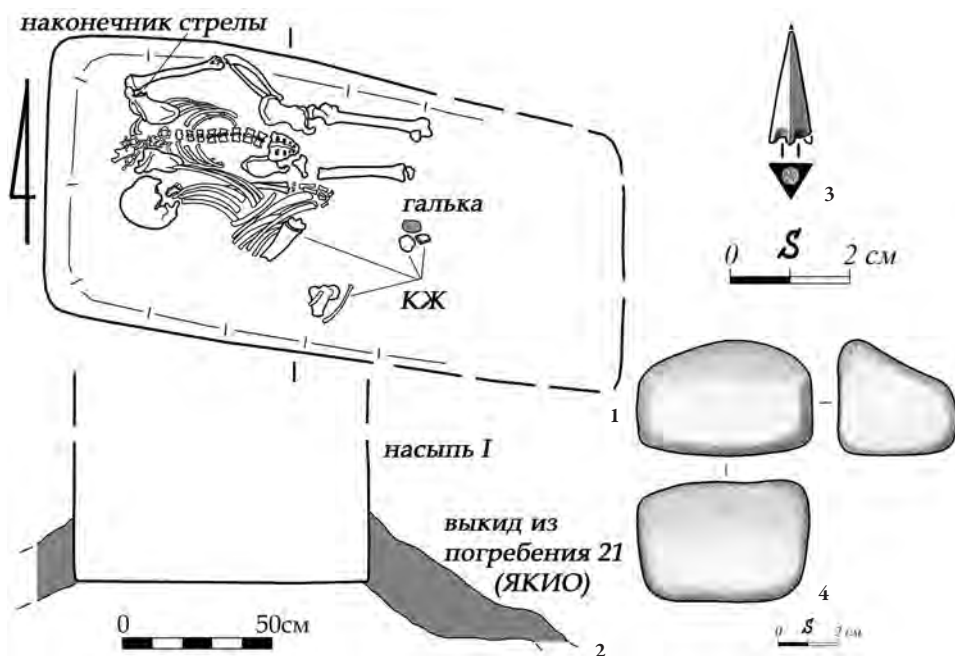 наконечник стрелы
галька
КЖ
насыпь I
выкид из
погребения 21
(ЯКИО)
0 50см
2
3
0 S 2 см
1
4
0 S 2 см